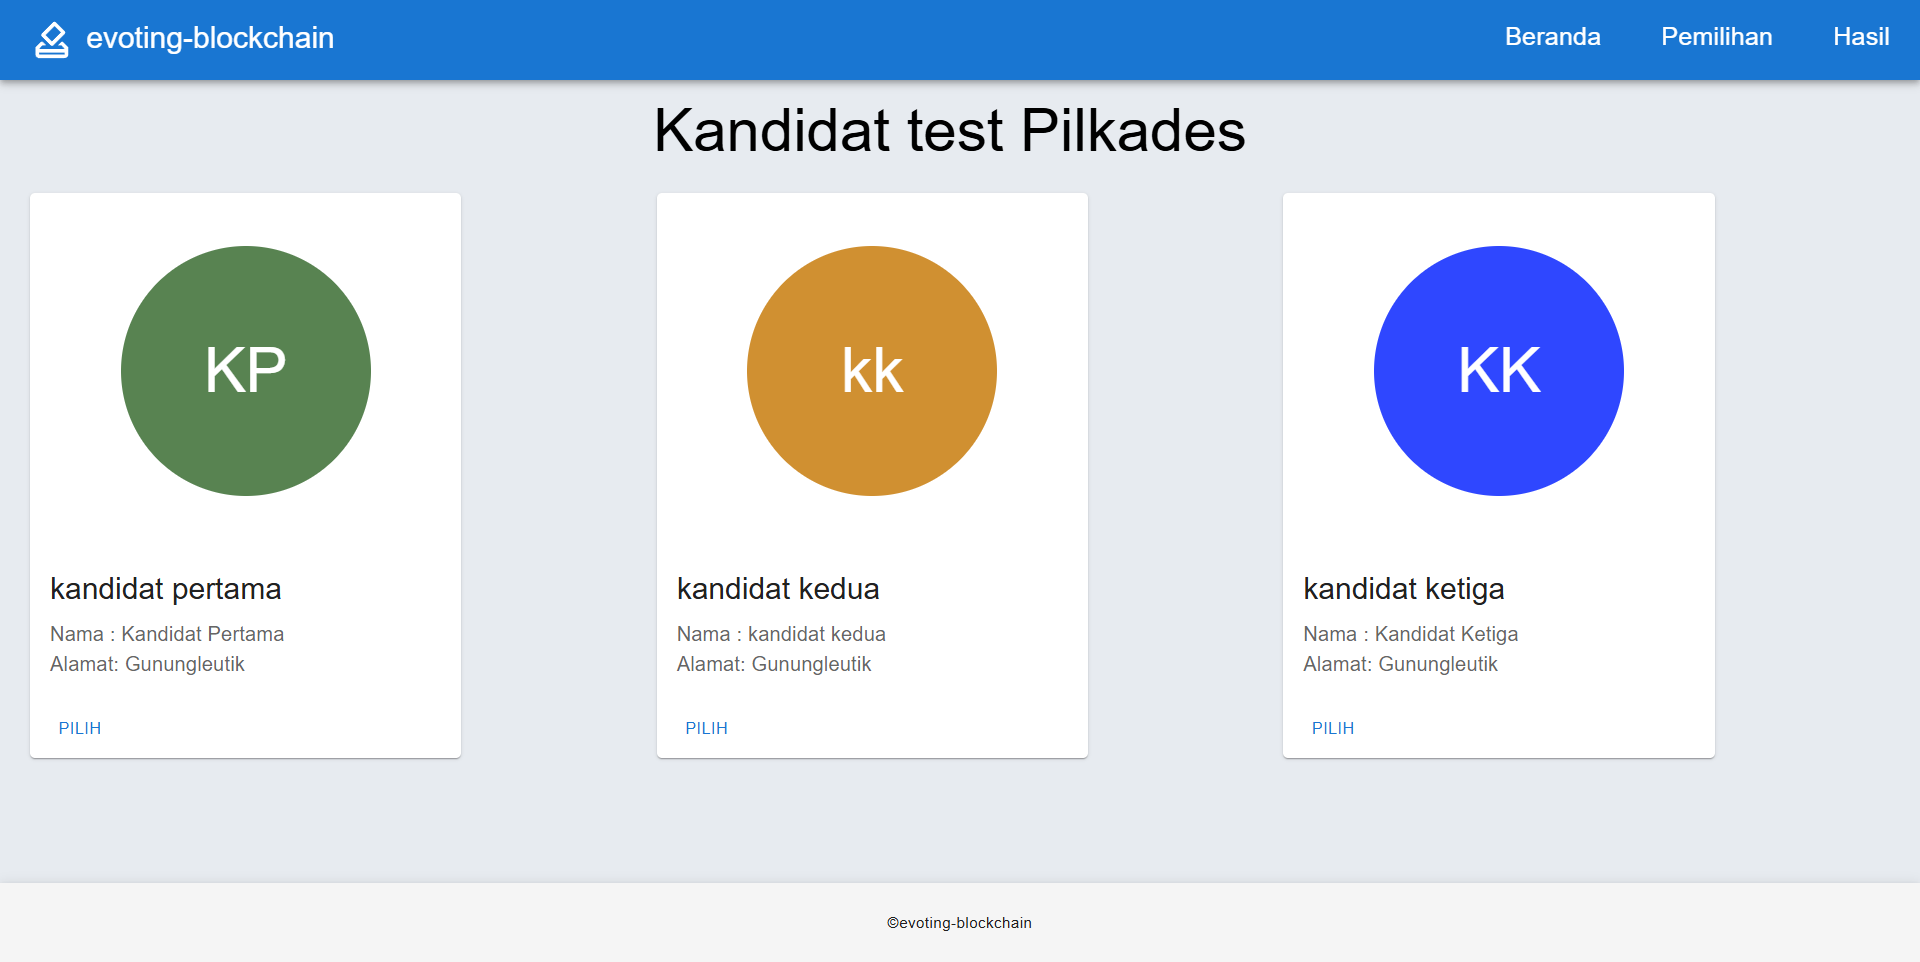 evoting-blockchain
Beranda
Pemilihan
Hasil
Kandidat test Pilkades
KP
kandidat pertama
Nama : Kandidat Pertama
Alamat: Gunungleutik
PILIH
kk
kandidat kedua
Nama : kandidat kedua
Alamat: Gunungleutik
PILIH
KK
kandidat ketiga
Nama : Kandidat Ketiga
Alamat: Gunungleutik
PILIH
©evoting-blockchain